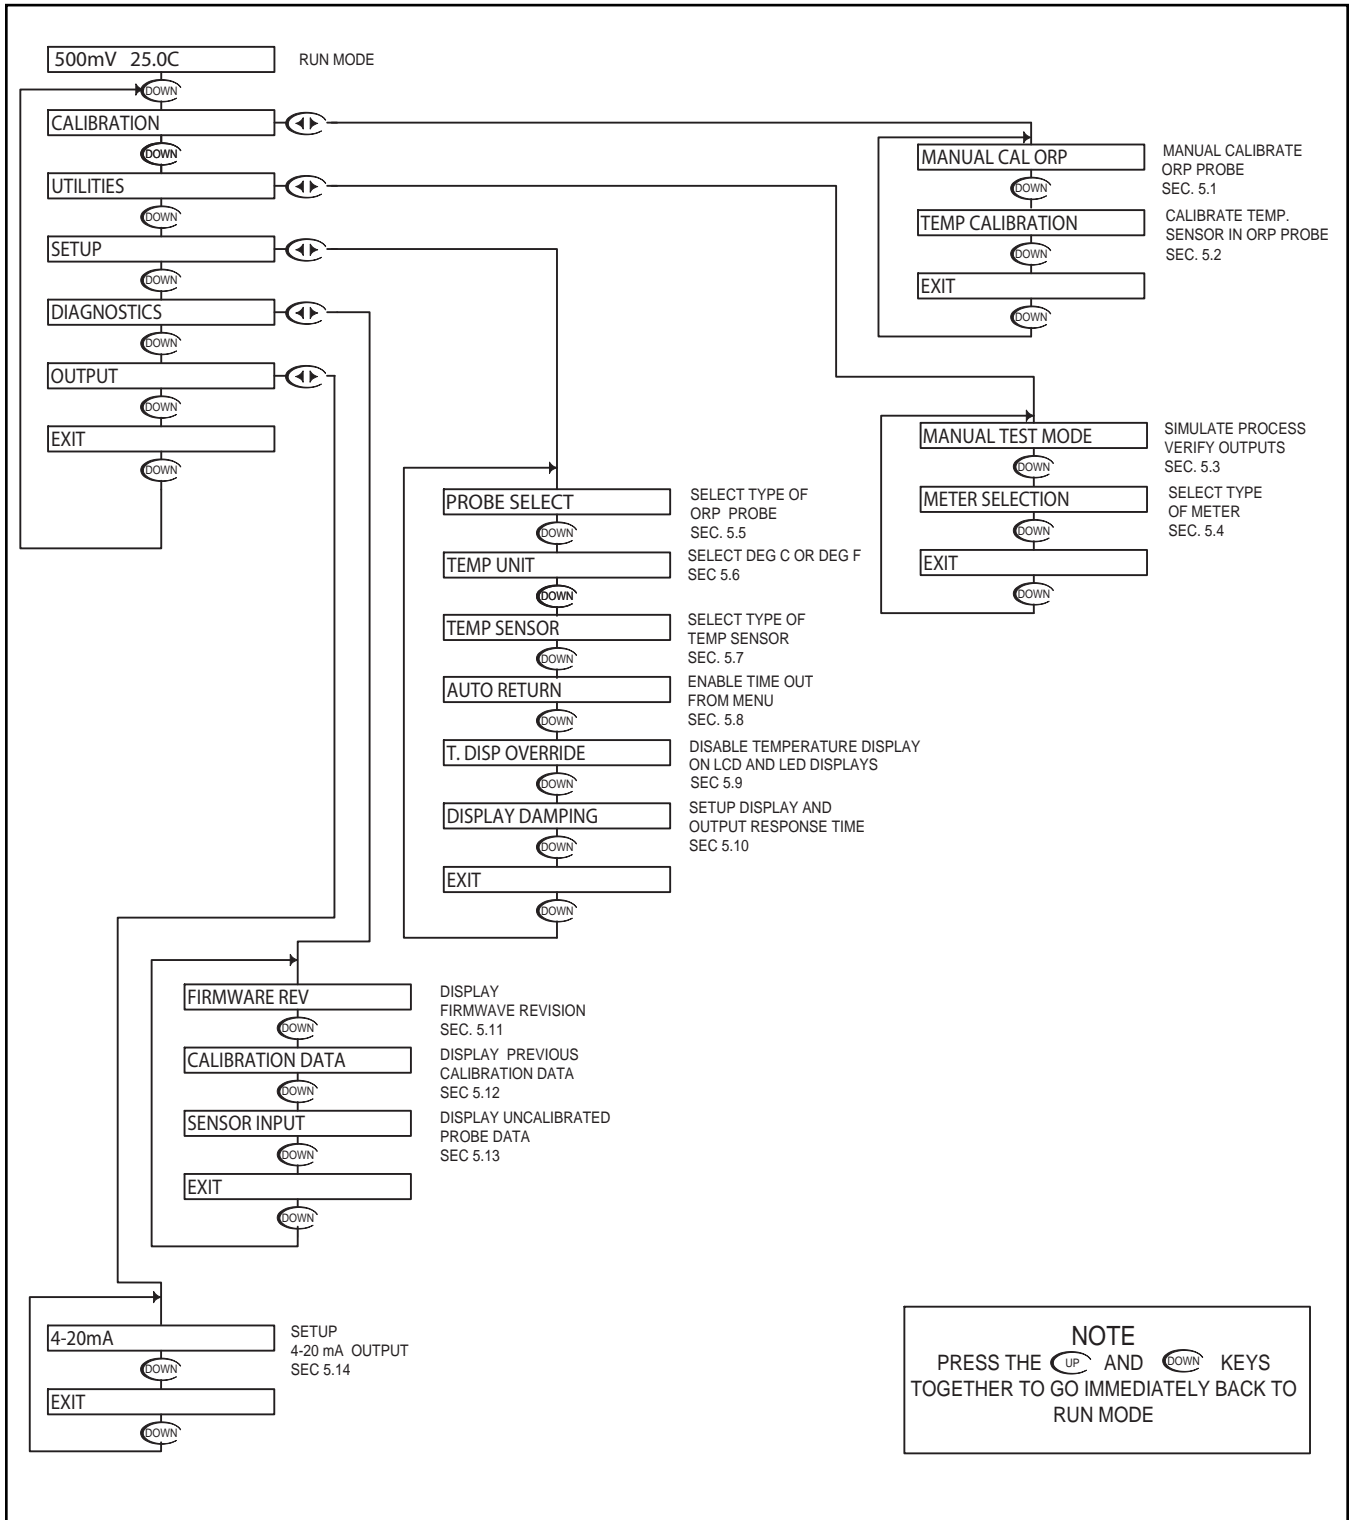 500mV 25.0C
RUN MODE
DOWN
CALIBRATION
DOWN
UTILITIES
DOWN
SETUP
DOWN
DIAGNOSTICS
DOWN
OUTPUT
DOWN
EXIT
DOWN
MANUAL CAL ORP
MANUAL CALIBRATE
ORP PROBE
SEC. 5.1
DOWN
TEMP CALIBRATION
CALIBRATE TEMP.
SENSOR IN ORP PROBE
SEC. 5.2
DOWN
EXIT
DOWN
MANUAL TEST MODE
SIMULATE PROCESS
VERIFY OUTPUTS
SEC. 5.3
DOWN
METER SELECTION
SELECT TYPE
OF METER
SEC. 5.4
DOWN
EXIT
DOWN
PROBE SELECT
SELECT TYPE OF
ORP PROBE
SEC. 5.5
DOWN
TEMP UNIT
SELECT DEG C OR DEG F
SEC 5.6
DOWN
TEMP SENSOR
SELECT TYPE OF
TEMP SENSOR
SEC. 5.7
DOWN
AUTO RETURN
ENABLE TIME OUT
FROM MENU
SEC. 5.8
DOWN
T. DISP OVERRIDE
DISABLE TEMPERATURE DISPLAY
ON LCD AND LED DISPLAYS
SEC 5.9
DOWN
DISPLAY DAMPING
SETUP DISPLAY AND
OUTPUT RESPONSE TIME
SEC 5.10
DOWN
EXIT
DOWN
FIRMWARE REV
DISPLAY
FIRMWAVE REVISION
SEC. 5.11
DOWN
CALIBRATION DATA
DISPLAY PREVIOUS
CALIBRATION DATA
SEC 5.12
DOWN
SENSOR INPUT
DISPLAY UNCALIBRATED
PROBE DATA
SEC 5.13
DOWN
EXIT
DOWN
4-20mA
SETUP
4-20 mA OUTPUT
SEC 5.14
DOWN
EXIT
DOWN
NOTE
PRESS THE UP AND DOWN KEYS
TOGETHER TO GO IMMEDIATELY BACK TO
RUN MODE